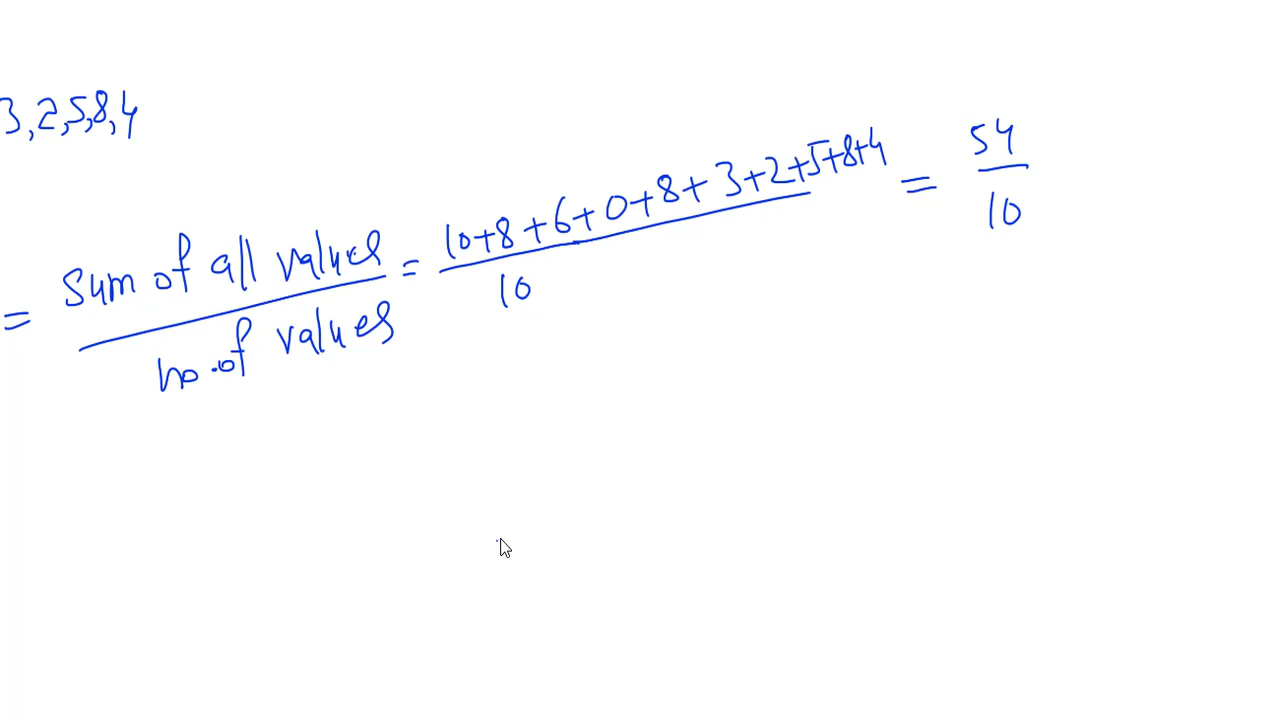 3,2,5,8,4
= Sum of all values / no. of values = 10+8+6+0+8+3+2+5+8+4 / 10 = 54 / 10